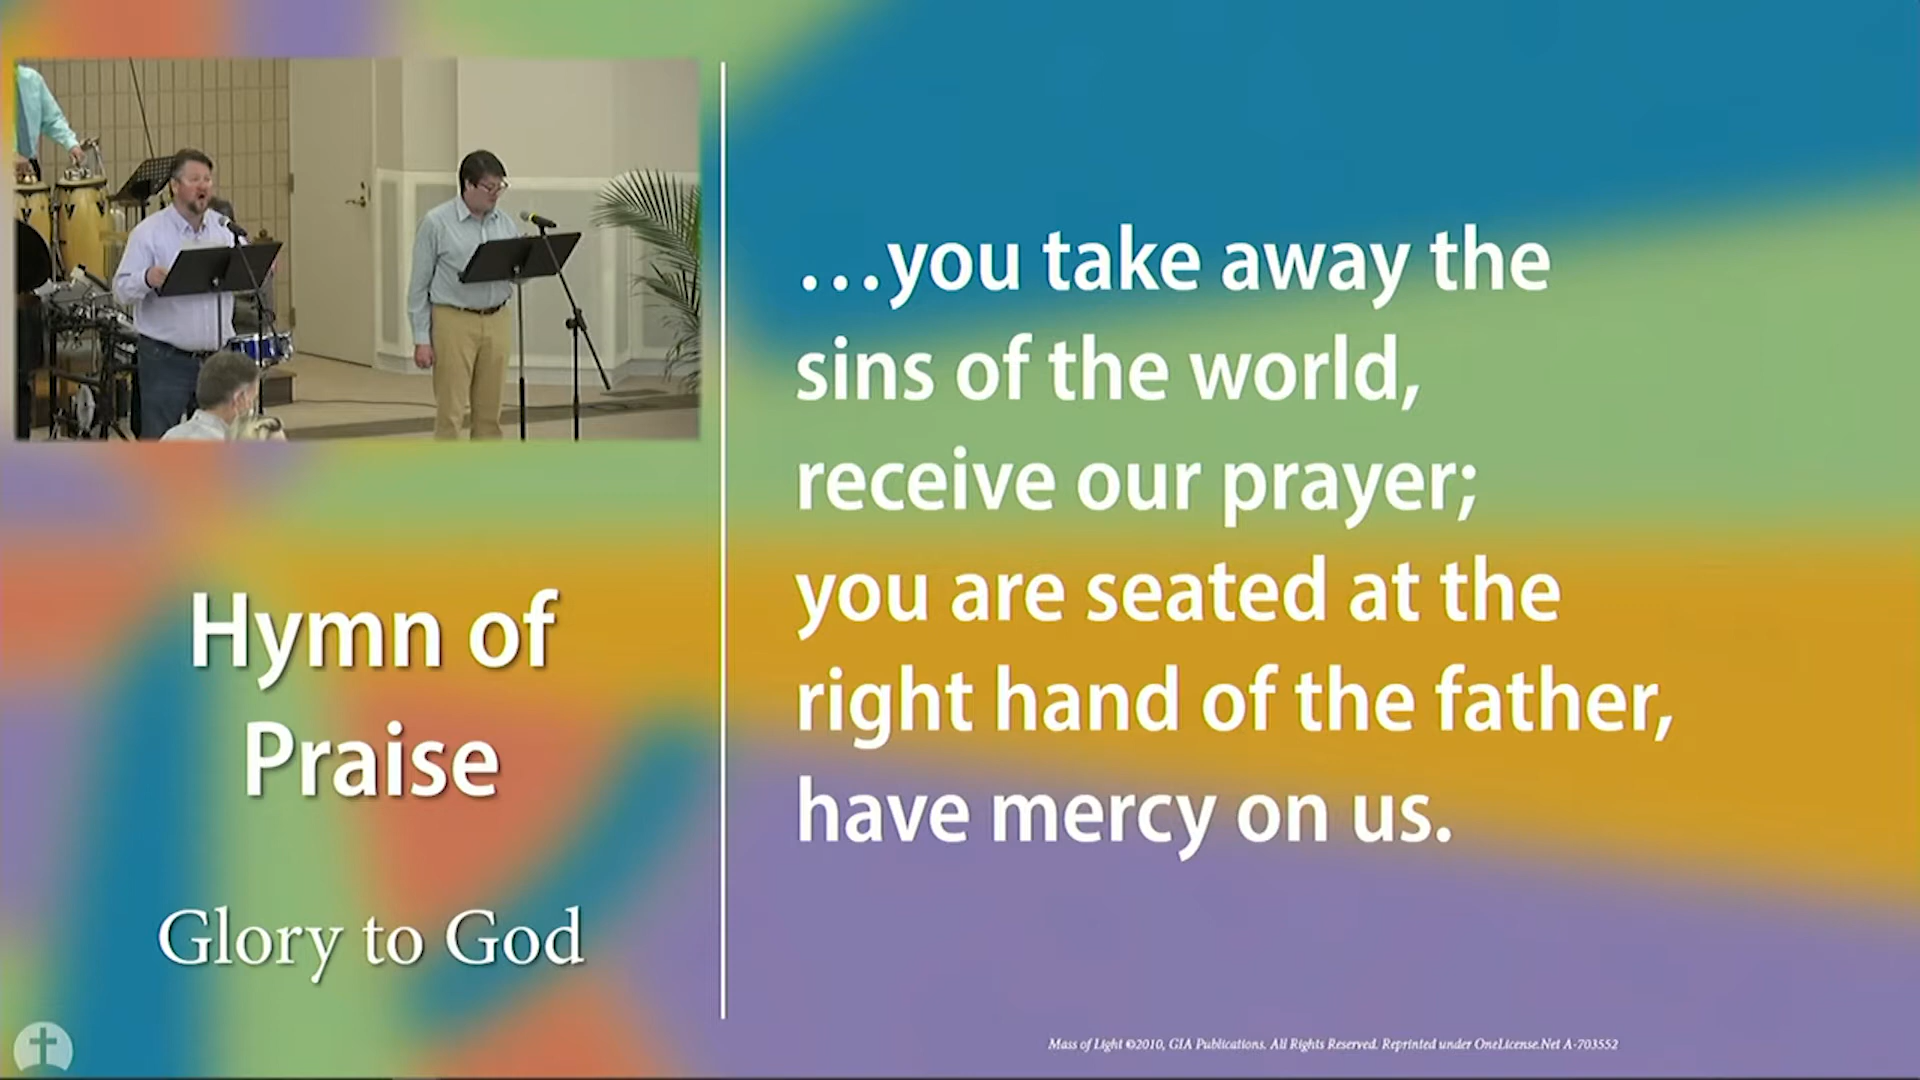 Hymn of
Praise
Glory to God
…you take away the
sins of the world,
receive our prayer;
you are seated at the
right hand of the father,
have mercy on us.
Mass of Light ©2010, GIA Publications. All Rights Reserved. Reprinted under OneLicense.Net A-703552